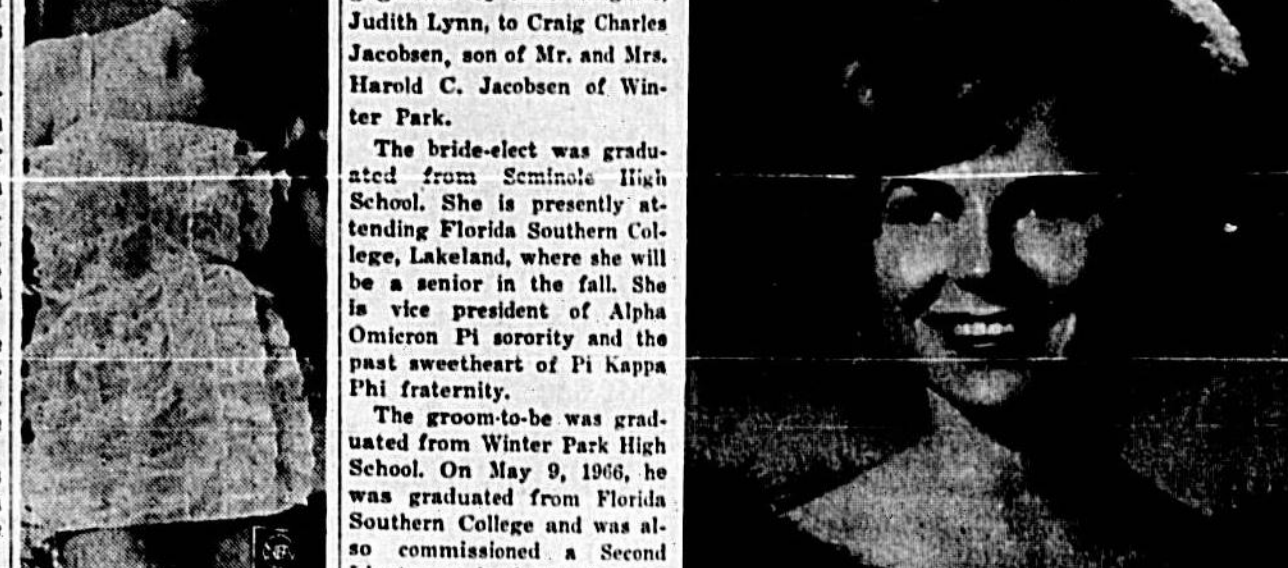 Judith Lynn, to Craig Charles
Jacobsen, son of Mr. and Mrs.
Harold C. Jacobsen of Win-
ter Park.
The bride-elect was gradu-
ated from Seminole High
School. She is presently at-
tending Florida Southern Col-
lege, Lakeland, where she will
be a senior in the fall. She
is vice president of Alpha
Omicron Pi sorority and the
past sweetheart of Pi Kappa
Phi fraternity.
The groom-to-be was grad-
uated from Winter Park High
School. On May 9, 1966, he
was graduated from Florida
Southern College and was al-
so commissioned a Second